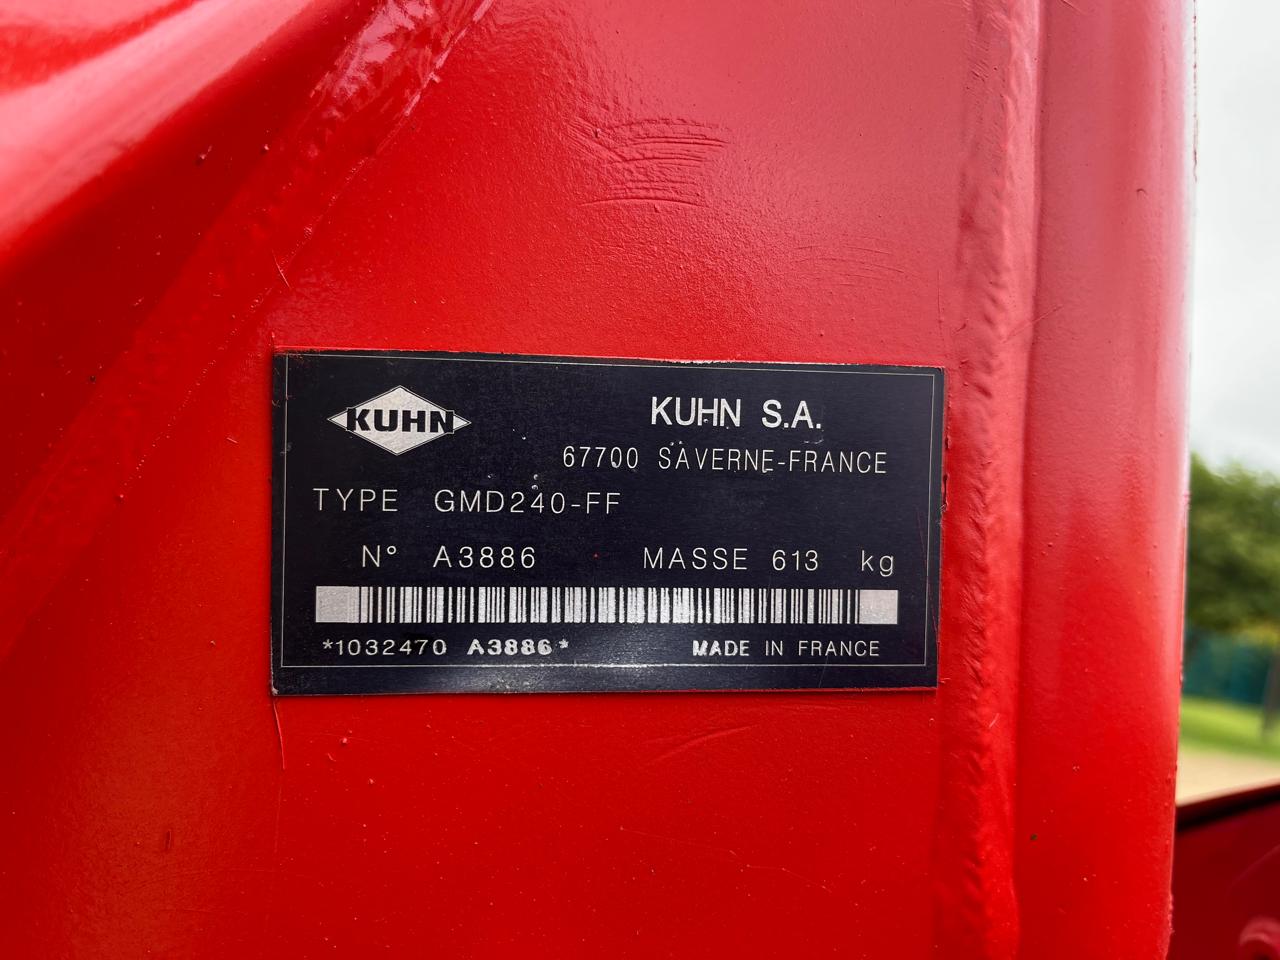 KUHN
KUHN S.A.
67700 SAVERNE-FRANCE
TYPE GMD240-FF
N° A3886 MASSE 613 kg
*1032470 A3886* MADE IN FRANCE